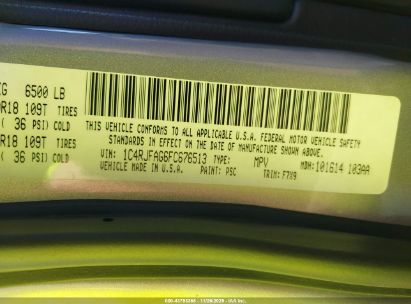 KG 6500 LB
R18 109T TIRES
( 36 PSI) COLD
R18 109T TIRES
( 36 PSI) COLD
THIS VEHICLE CONFORMS TO ALL APPLICABLE U.S.A. FEDERAL MOTOR VEHICLE SAFETY
STANDARDS IN EFFECT ON THE DATE OF MANUFACTURE SHOWN ABOVE.
VIN: 1C4RJFAG6FC676513 TYPE: MPV MDH:101614 103AA
VEHICLE MADE IN U.S.A. PAINT: PSC TRIM: F7X9